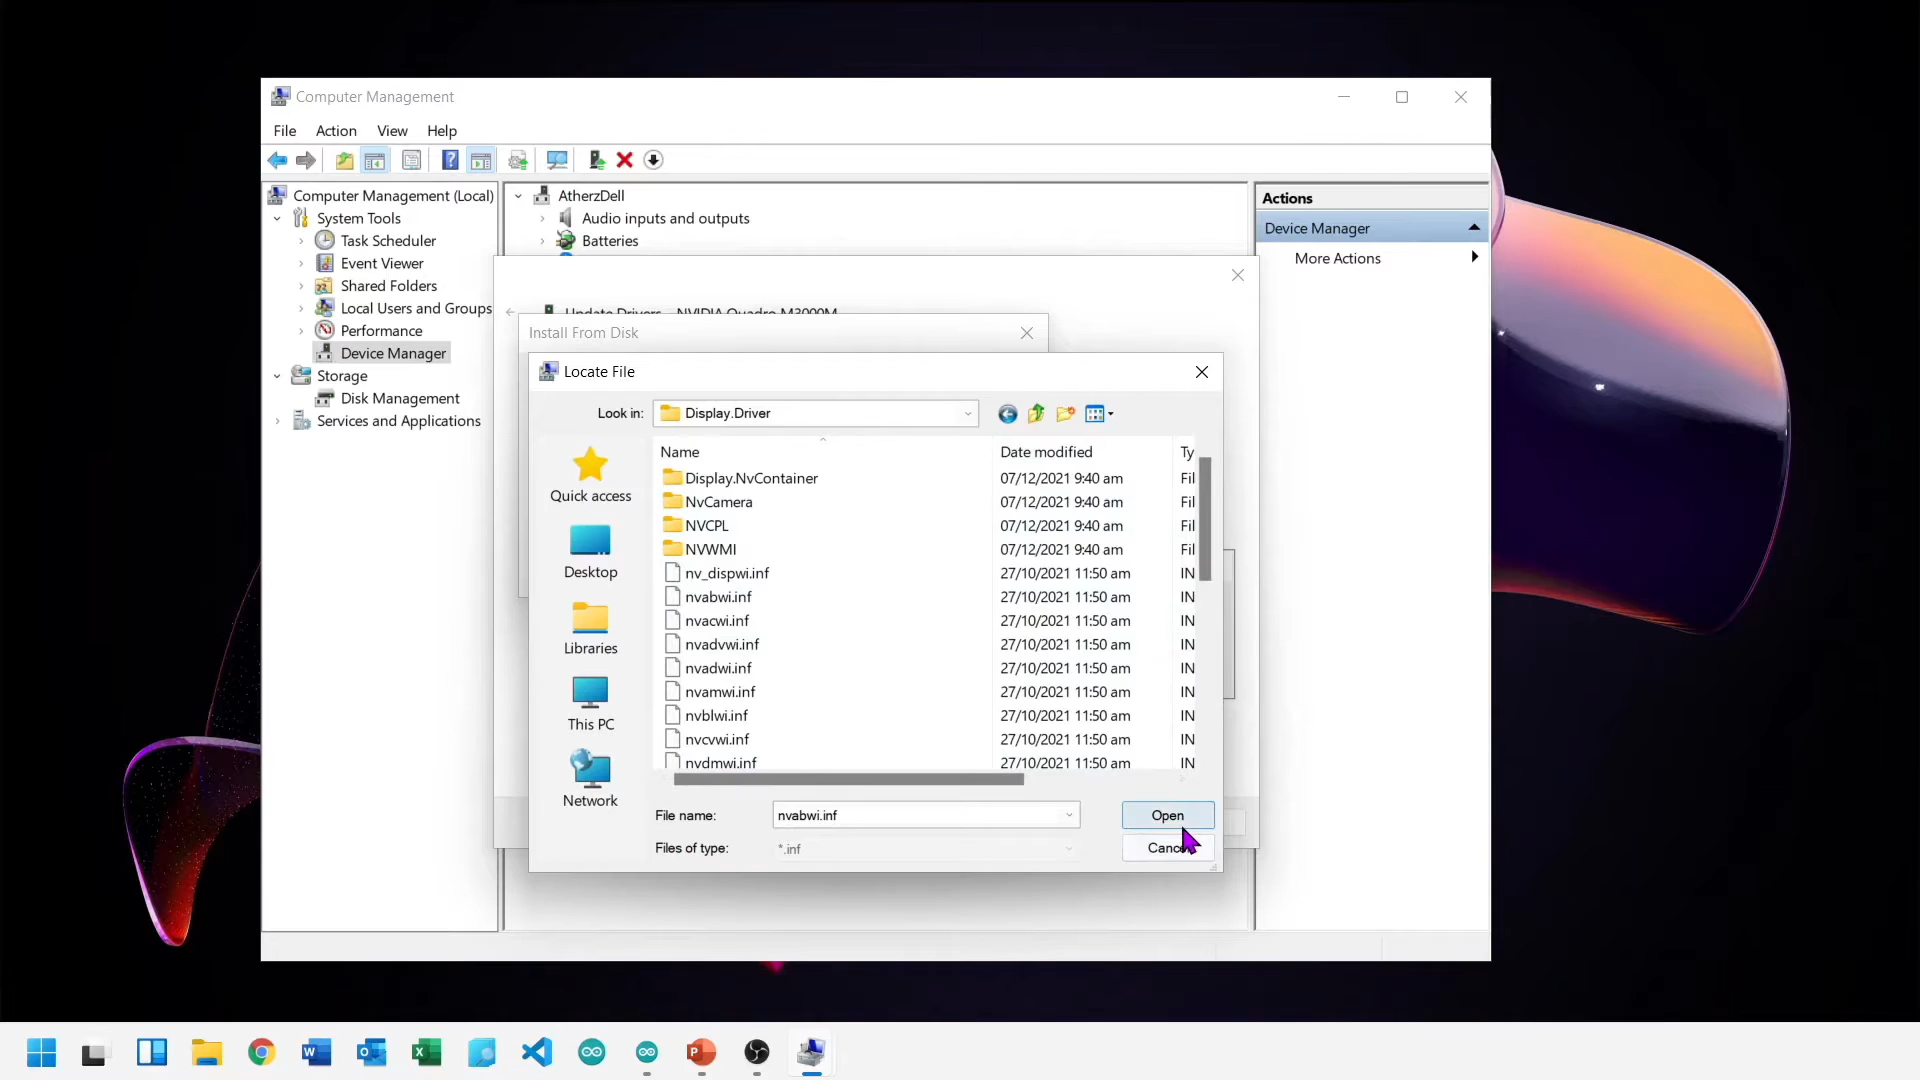 Computer Management
File Action View Help
Computer Management (Local)
System Tools
Task Scheduler
Event Viewer
Shared Folders
Local Users and Groups
Performance
Device Manager
Storage
Disk Management
Services and Applications
AtherzDell
Audio inputs and outputs
Batteries
Actions
Device Manager
More Actions
Update Drivers - NVIDIA Quadro M3000M
Install From Disk
Locate File
Look in: Display.Driver
Quick access
Desktop
Libraries
This PC
Network
Name Date modified Ty
Display.NvContainer 07/12/2021 9:40 am Fil
NvCamera 07/12/2021 9:40 am Fil
NVCPL 07/12/2021 9:40 am Fil
NVWMI 07/12/2021 9:40 am Fil
nv_dispwi.inf 27/10/2021 11:50 am IN
nvabwi.inf 27/10/2021 11:50 am IN
nvacwi.inf 27/10/2021 11:50 am IN
nvadvwi.inf 27/10/2021 11:50 am IN
nvadwi.inf 27/10/2021 11:50 am IN
nvamwi.inf 27/10/2021 11:50 am IN
nvblwi.inf 27/10/2021 11:50 am IN
nvcvwi.inf 27/10/2021 11:50 am IN
nvdmwi.inf 27/10/2021 11:50 am IN
File name: nvabwi.inf Open
Files of type: *.inf Cancel